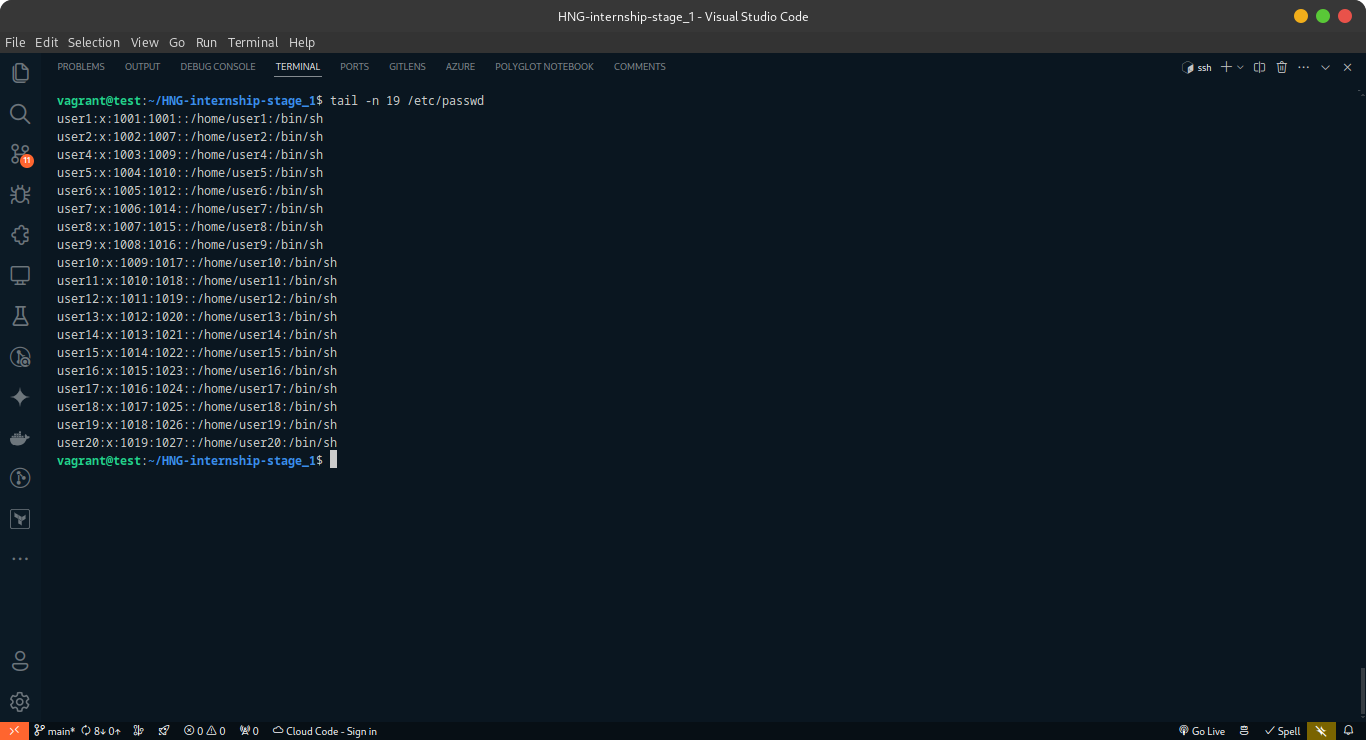 HNG-internship-stage_1 - Visual Studio Code
File Edit Selection View Go Run Terminal Help
PROBLEMS OUTPUT DEBUG CONSOLE TERMINAL PORTS GITLENS AZURE POLYGLOT NOTEBOOK COMMENTS ssh
vagrant@test:~/HNG-internship-stage_1$ tail -n 19 /etc/passwd
user1:x:1001:1001::/home/user1:/bin/sh
user2:x:1002:1007::/home/user2:/bin/sh
user4:x:1003:1009::/home/user4:/bin/sh
user5:x:1004:1010::/home/user5:/bin/sh
user6:x:1005:1012::/home/user6:/bin/sh
user7:x:1006:1014::/home/user7:/bin/sh
user8:x:1007:1015::/home/user8:/bin/sh
user9:x:1008:1016::/home/user9:/bin/sh
user10:x:1009:1017::/home/user10:/bin/sh
user11:x:1010:1018::/home/user11:/bin/sh
user12:x:1011:1019::/home/user12:/bin/sh
user13:x:1012:1020::/home/user13:/bin/sh
user14:x:1013:1021::/home/user14:/bin/sh
user15:x:1014:1022::/home/user15:/bin/sh
user16:x:1015:1023::/home/user16:/bin/sh
user17:x:1016:1024::/home/user17:/bin/sh
user18:x:1017:1025::/home/user18:/bin/sh
user19:x:1018:1026::/home/user19:/bin/sh
user20:x:1019:1027::/home/user20:/bin/sh
vagrant@test:~/HNG-internship-stage_1$
11
main* 8↓ 0↑ 0 0 0 Cloud Code - Sign in Go Live Spell